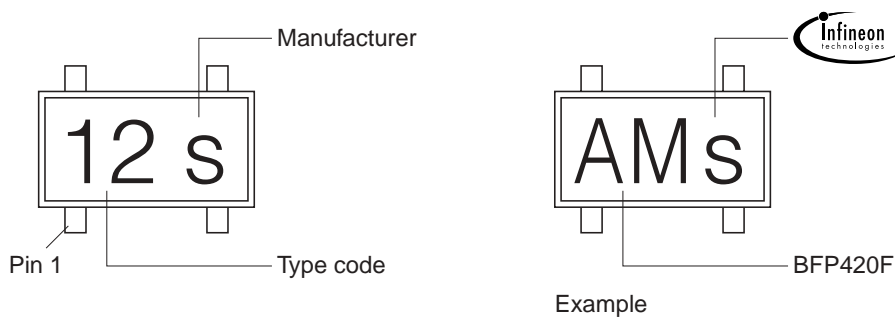 Manufacturer
Infineon
technologies
12 s
AMs
Pin 1
Type code
BFP420F
Example